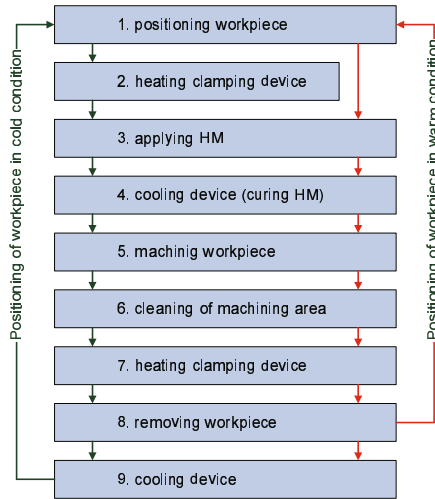 1. positioning workpiece
2. heating clamping device
3. applying HM
4. cooling device (curing HM)
5. machinig workpiece
6. cleaning of machining area
7. heating clamping device
8. removing workpiece
9. cooling device
Positioning of workpiece in cold condition
Positioning of workpiece in warm condition